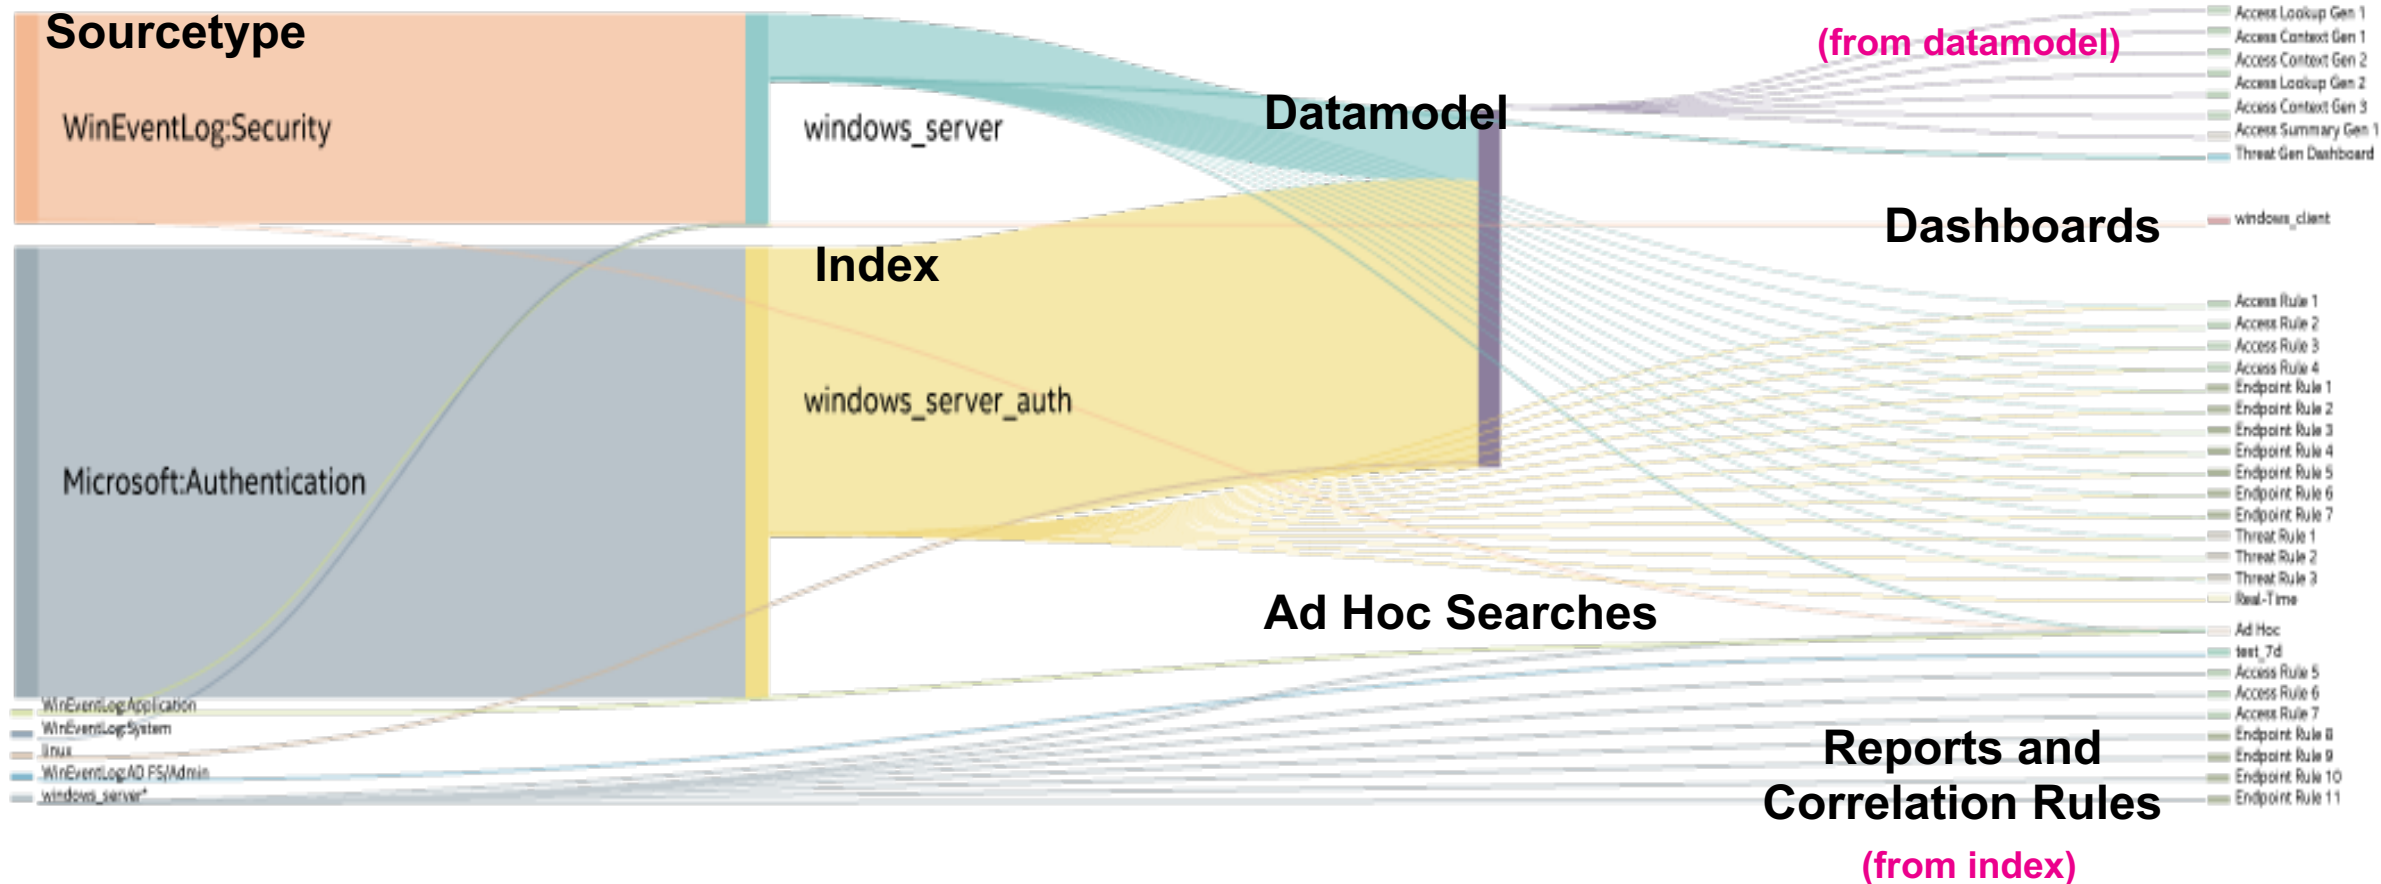 Sourcetype
WinEventLog:Security
Microsoft:Authentication
WinEventLog:Application
WinEventLog:System
linux
WinEventLog:AD FS/Admin
windows_server*
windows_server
Index
windows_server_auth
Datamodel
Ad Hoc Searches
(from datamodel)
Dashboards
Reports and
Correlation Rules
(from index)
Access Lookup Gen 1
Access Context Gen 1
Access Context Gen 2
Access Lookup Gen 2
Access Context Gen 3
Access Summary Gen 1
Threat Gen Dashboard
windows_client
Access Rule 1
Access Rule 2
Access Rule 3
Access Rule 4
Endpoint Rule 1
Endpoint Rule 2
Endpoint Rule 3
Endpoint Rule 4
Endpoint Rule 5
Endpoint Rule 6
Endpoint Rule 7
Threat Rule 1
Threat Rule 2
Threat Rule 3
Real-Time
Ad Hoc
test_7d
Access Rule 5
Access Rule 6
Access Rule 7
Endpoint Rule 8
Endpoint Rule 9
Endpoint Rule 10
Endpoint Rule 11